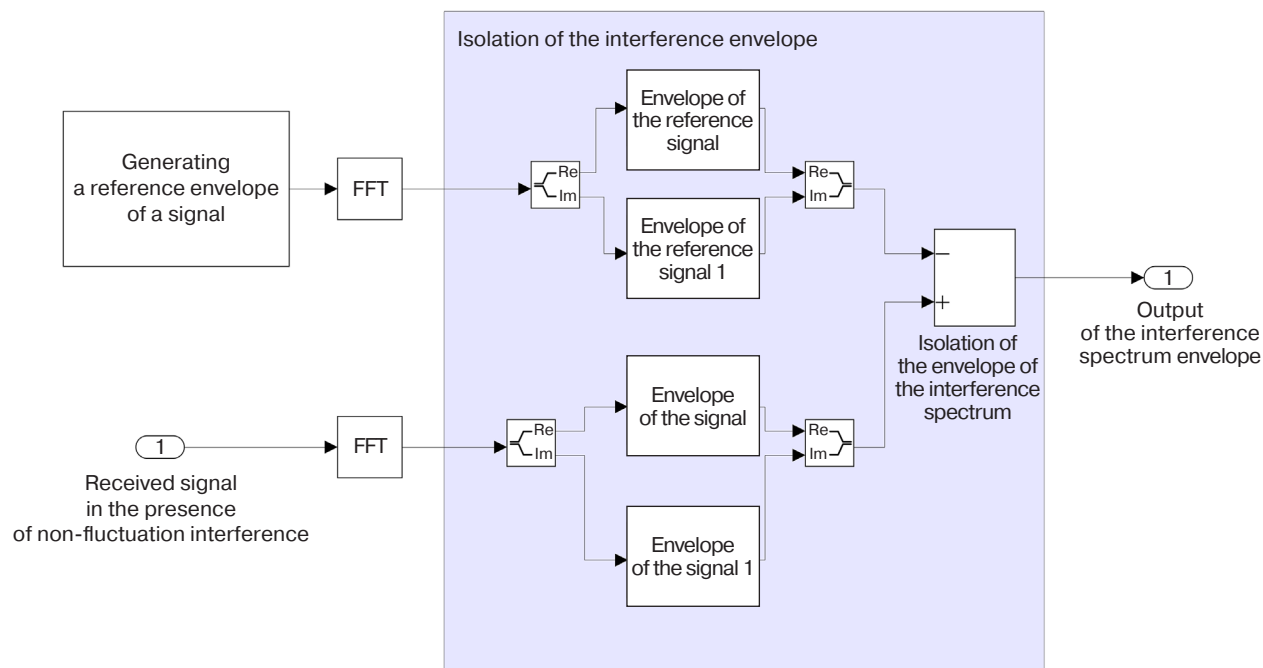 Isolation of the interference envelope
Generating
a reference envelope
of a signal
FFT
Re
Im
Envelope of
the reference
signal
Envelope of
the reference
signal 1
Re
Im
−
+
Isolation of
the envelope of
the interference
spectrum
1
Output
of the interference
spectrum envelope
1
Received signal
in the presence
of non-fluctuation interference
FFT
Re
Im
Envelope
of the signal
Envelope
of the signal 1
Re
Im